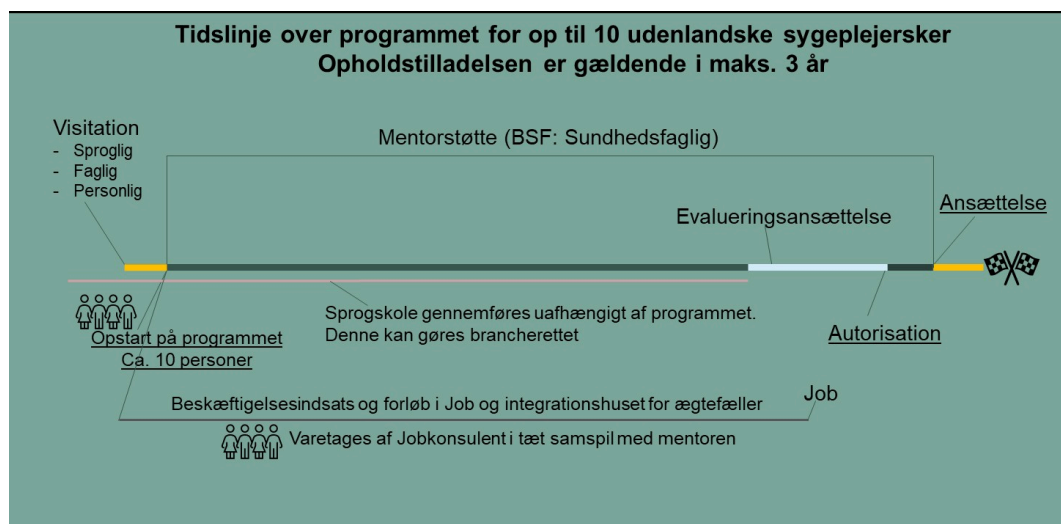 Tidslinje over programmet for op til 10 udenlandske sygeplejersker
Opholdstilladelsen er gældende i maks. 3 år
Visitation
- Sproglig
- Faglig
- Personlig
Mentorstøtte (BSF: Sundhedsfaglig)
Evalueringsansættelse
Ansættelse
Sprogskole gennemføres uafhængigt af programmet.
Denne kan gøres brancherettet
Opstart på programmet
Ca. 10 personer
Autorisation
Beskæftigelsesindsats og forløb i Job og integrationshuset for ægtefæller
Job
Varetages af Jobkonsulent i tæt samspil med mentoren